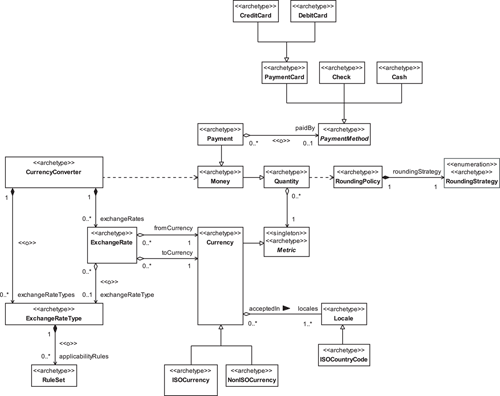 <<archetype>>
CreditCard
<<archetype>>
DebitCard
<<archetype>>
PaymentCard
<<archetype>>
Check
<<archetype>>
Cash
<<archetype>>
Payment
paidBy
0..*
<<o>>
0..1
<<archetype>>
PaymentMethod
<<archetype>>
CurrencyConverter
<<archetype>>
Money
<<archetype>>
Quantity
<<archetype>>
RoundingPolicy
roundingStrategy
1
1
<<enumeration>>
<<archetype>>
RoundingStrategy
1
1
0..*
1
0..*
exchangeRates
<<o>>
<<archetype>>
ExchangeRate
fromCurrency
0..*
1
toCurrency
0..*
1
<<archetype>>
Currency
<<singleton>>
<<archetype>>
Metric
0..*
<<o>>
0..1
0..*
exchangeRateTypes
exchangeRateType
<<archetype>>
ExchangeRateType
acceptedIn
locales
0..*
1..*
<<archetype>>
Locale
1
<<o>>
0..*
applicabilityRules
<<archetype>>
RuleSet
<<archetype>>
ISOCurrency
<<archetype>>
NonISOCurrency
<<archetype>>
ISOCountryCode